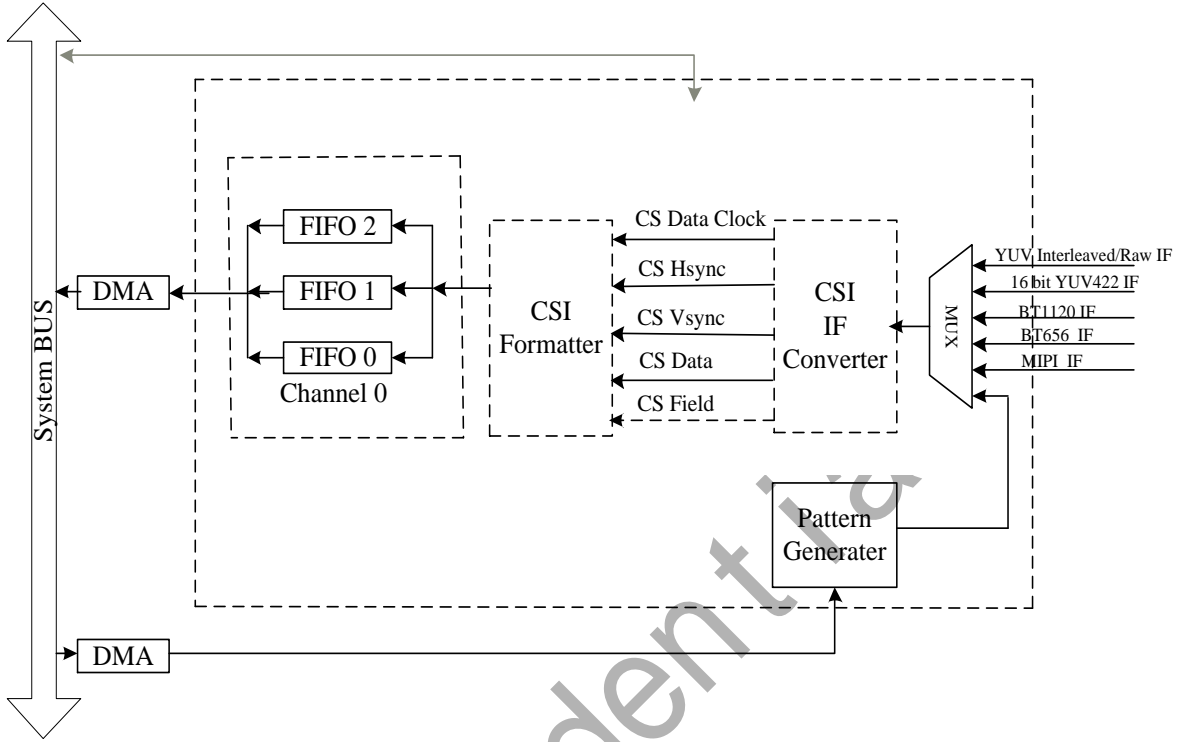 System BUS
DMA
FIFO 2
FIFO 1
FIFO 0
Channel 0
CSI
Formatter
CS Data Clock
CS Hsync
CS Vsync
CS Data
CS Field
CSI
IF
Converter
MUX
YUV Interleaved/Raw IF
16 bit YUV422 IF
BT1120 IF
BT656 IF
MIPI IF
Pattern
Generater
DMA
dentia